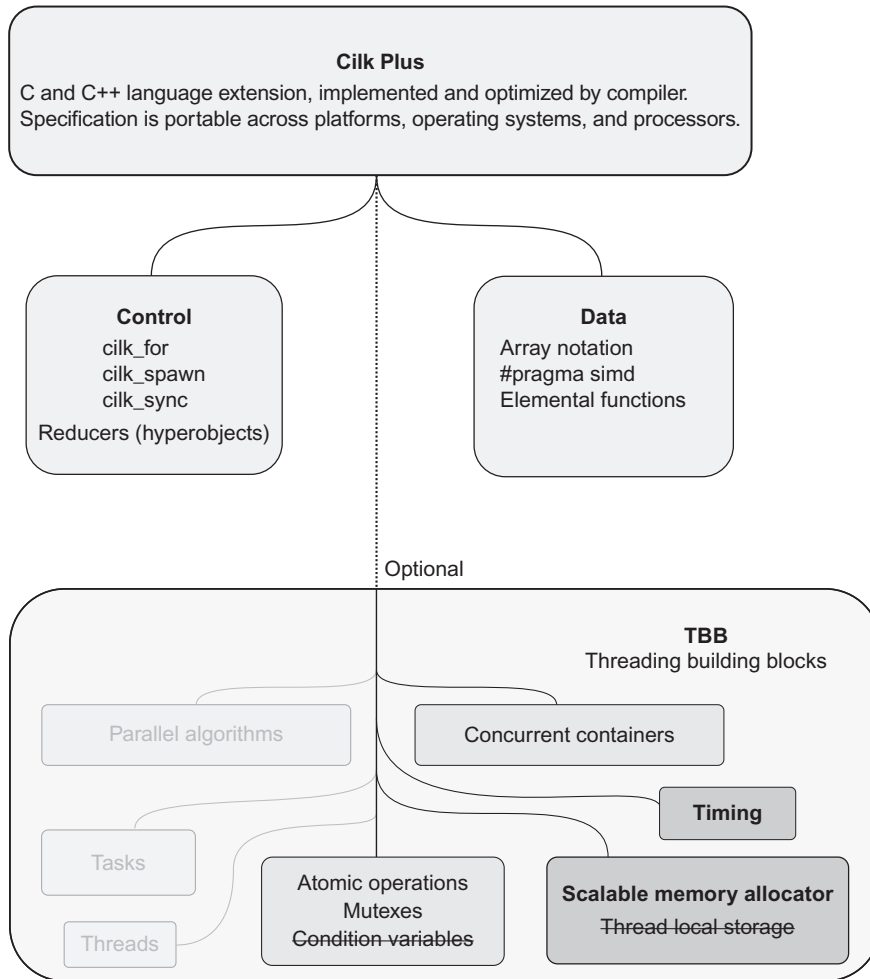 Cilk Plus
C and C++ language extension, implemented and optimized by compiler.
Specification is portable across platforms, operating systems, and processors.
Control
cilk_for
cilk_spawn
cilk_sync
Reducers (hyperobjects)
Data
Array notation
#pragma simd
Elemental functions
Optional
TBB
Threading building blocks
Parallel algorithms
Concurrent containers
Timing
Tasks
Atomic operations
Mutexes
Condition variables
Scalable memory allocator
Thread local storage
Threads